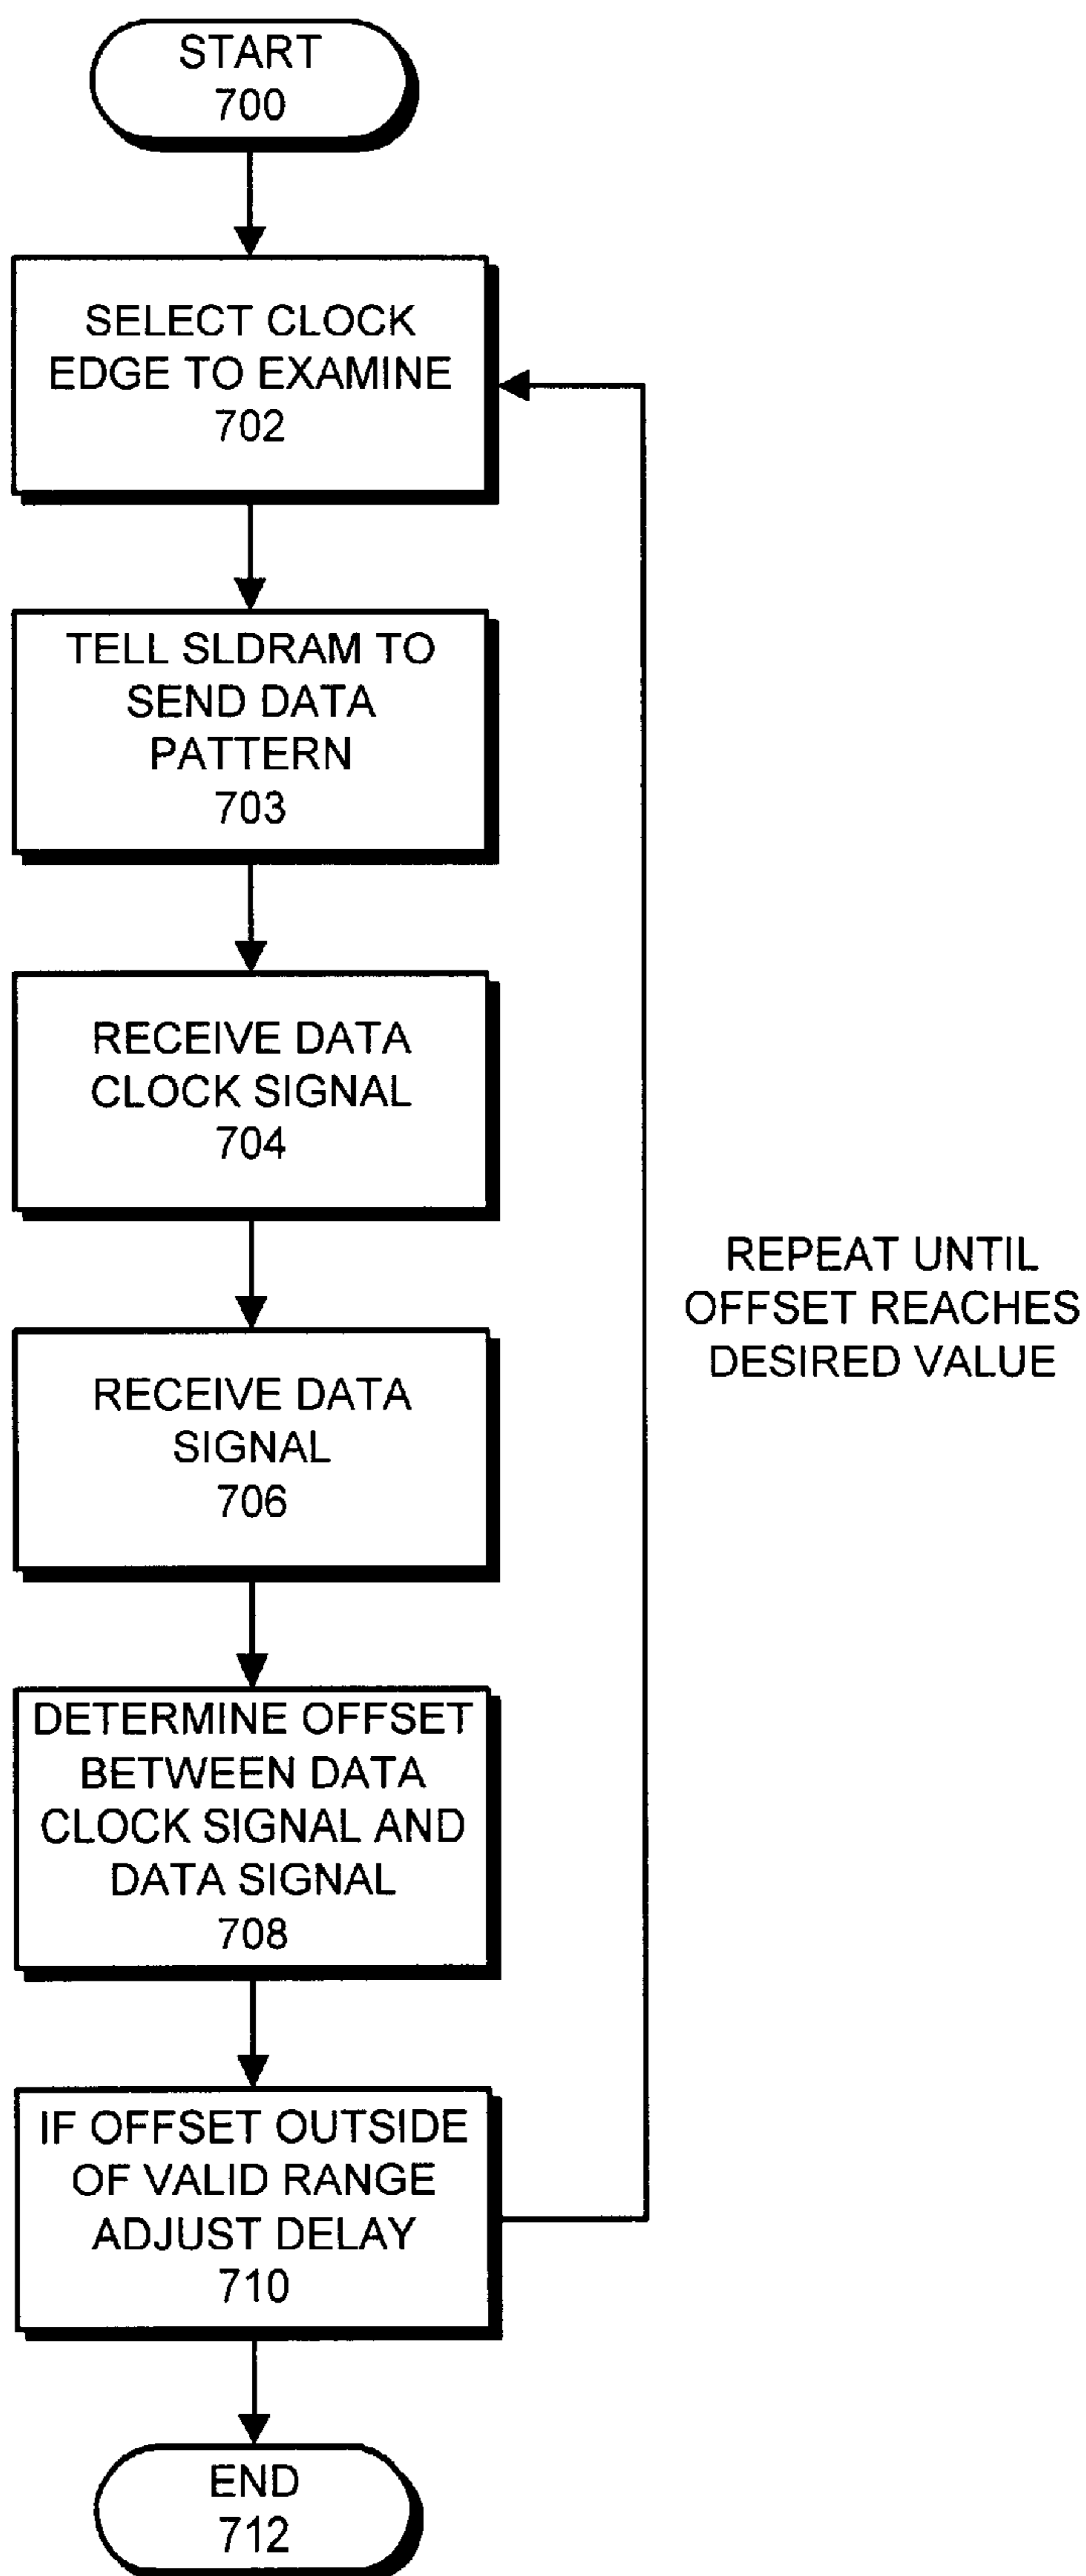 START
700
SELECT CLOCK
EDGE TO EXAMINE
702
TELL SLDRAM TO
SEND DATA
PATTERN
703
RECEIVE DATA
CLOCK SIGNAL
704
REPEAT UNTIL
OFFSET REACHES
DESIRED VALUE
RECEIVE DATA
SIGNAL
706
DETERMINE OFFSET
BETWEEN DATA
CLOCK SIGNAL AND
DATA SIGNAL
708
IF OFFSET OUTSIDE
OF VALID RANGE
ADJUST DELAY
710
END
712